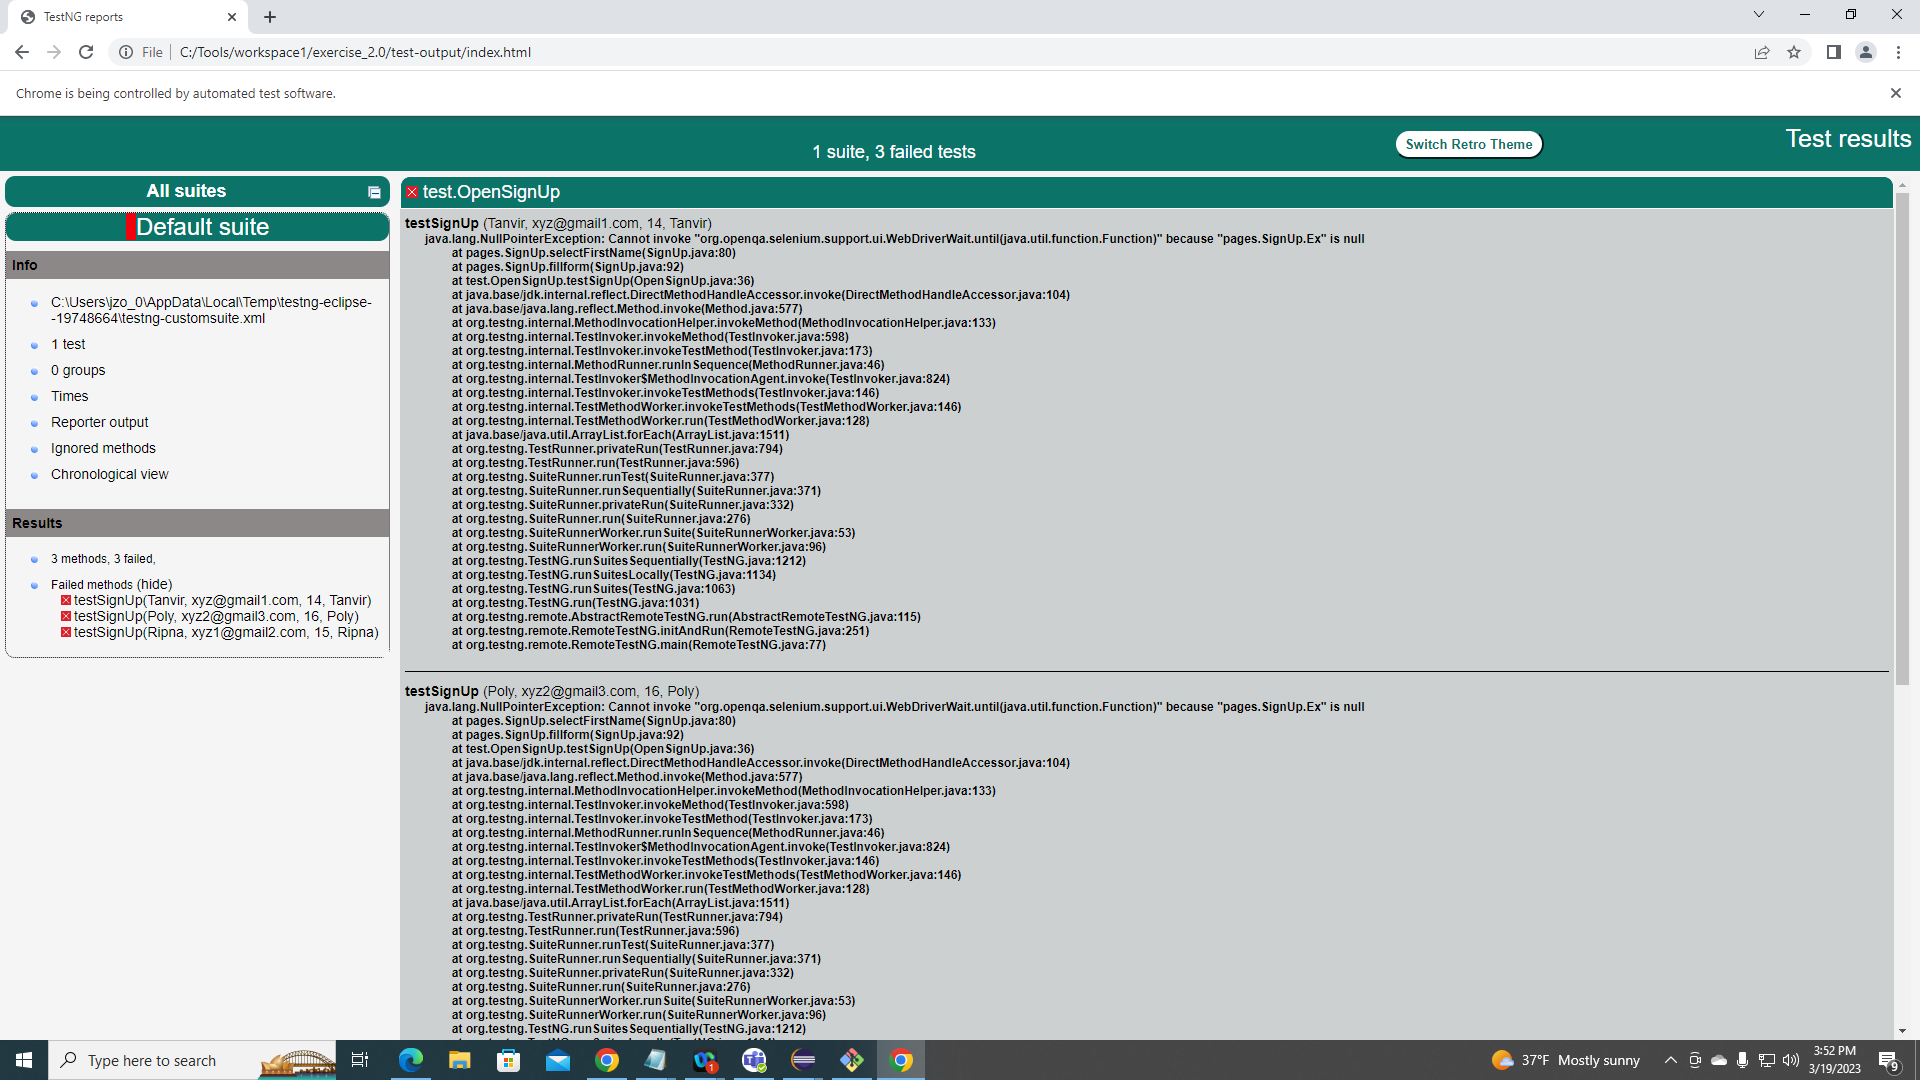 TestNG reports
File
C:/Tools/workspace1/exercise_2.0/test-output/index.html
Chrome is being controlled by automated test software.
1 suite, 3 failed tests
Switch Retro Theme
Test results
All suites
Default suite
Info
C:\Users\jzo_0\AppData\Local\Temp\testng-eclipse-
-19748664\testng-customsuite.xml
1 test
0 groups
Times
Reporter output
Ignored methods
Chronological view
Results
3 methods, 3 failed,
Failed methods (hide)
testSignUp(Tanvir, xyz@gmail1.com, 14, Tanvir)
testSignUp(Poly, xyz2@gmail3.com, 16, Poly)
testSignUp(Ripna, xyz1@gmail2.com, 15, Ripna)
test.OpenSignUp
testSignUp (Tanvir, xyz@gmail1.com, 14, Tanvir)
java.lang.NullPointerException: Cannot invoke "org.openqa.selenium.support.ui.WebDriverWait.until(java.util.function.Function)" because "pages.SignUp.Ex" is null
at pages.SignUp.selectFirstName(SignUp.java:80)
at pages.SignUp.fillform(SignUp.java:92)
at test.OpenSignUp.testSignUp(OpenSignUp.java:36)
at java.base/jdk.internal.reflect.DirectMethodHandleAccessor.invoke(DirectMethodHandleAccessor.java:104)
at java.base/java.lang.reflect.Method.invoke(Method.java:577)
at org.testng.internal.MethodInvocationHelper.invokeMethod(MethodInvocationHelper.java:133)
at org.testng.internal.TestInvoker.invokeMethod(TestInvoker.java:598)
at org.testng.internal.TestInvoker.invokeTestMethod(TestInvoker.java:173)
at org.testng.internal.MethodRunner.runInSequence(MethodRunner.java:46)
at org.testng.internal.TestInvoker$MethodInvocationAgent.invoke(TestInvoker.java:824)
at org.testng.internal.TestInvoker.invokeTestMethods(TestInvoker.java:146)
at org.testng.internal.TestMethodWorker.invokeTestMethods(TestMethodWorker.java:146)
at org.testng.internal.TestMethodWorker.run(TestMethodWorker.java:128)
at java.base/java.util.ArrayList.forEach(ArrayList.java:1511)
at org.testng.TestRunner.privateRun(TestRunner.java:794)
at org.testng.TestRunner.run(TestRunner.java:596)
at org.testng.SuiteRunner.runTest(SuiteRunner.java:377)
at org.testng.SuiteRunner.runSequentially(SuiteRunner.java:371)
at org.testng.SuiteRunner.privateRun(SuiteRunner.java:332)
at org.testng.SuiteRunner.run(SuiteRunner.java:276)
at org.testng.SuiteRunnerWorker.runSuite(SuiteRunnerWorker.java:53)
at org.testng.SuiteRunnerWorker.run(SuiteRunnerWorker.java:96)
at org.testng.TestNG.runSuitesSequentially(TestNG.java:1212)
at org.testng.TestNG.runSuitesLocally(TestNG.java:1134)
at org.testng.TestNG.runSuites(TestNG.java:1063)
at org.testng.TestNG.run(TestNG.java:1031)
at org.testng.remote.AbstractRemoteTestNG.run(AbstractRemoteTestNG.java:115)
at org.testng.remote.RemoteTestNG.initAndRun(RemoteTestNG.java:251)
at org.testng.remote.RemoteTestNG.main(RemoteTestNG.java:77)
testSignUp (Poly, xyz2@gmail3.com, 16, Poly)
java.lang.NullPointerException: Cannot invoke "org.openqa.selenium.support.ui.WebDriverWait.until(java.util.function.Function)" because "pages.SignUp.Ex" is null
at pages.SignUp.selectFirstName(SignUp.java:80)
at pages.SignUp.fillform(SignUp.java:92)
at test.OpenSignUp.testSignUp(OpenSignUp.java:36)
at java.base/jdk.internal.reflect.DirectMethodHandleAccessor.invoke(DirectMethodHandleAccessor.java:104)
at java.base/java.lang.reflect.Method.invoke(Method.java:577)
at org.testng.internal.MethodInvocationHelper.invokeMethod(MethodInvocationHelper.java:133)
at org.testng.internal.TestInvoker.invokeMethod(TestInvoker.java:598)
at org.testng.internal.TestInvoker.invokeTestMethod(TestInvoker.java:173)
at org.testng.internal.MethodRunner.runInSequence(MethodRunner.java:46)
at org.testng.internal.TestInvoker$MethodInvocationAgent.invoke(TestInvoker.java:824)
at org.testng.internal.TestInvoker.invokeTestMethods(TestInvoker.java:146)
at org.testng.internal.TestMethodWorker.invokeTestMethods(TestMethodWorker.java:146)
at org.testng.internal.TestMethodWorker.run(TestMethodWorker.java:128)
at java.base/java.util.ArrayList.forEach(ArrayList.java:1511)
at org.testng.TestRunner.privateRun(TestRunner.java:794)
at org.testng.TestRunner.run(TestRunner.java:596)
at org.testng.SuiteRunner.runTest(SuiteRunner.java:377)
at org.testng.SuiteRunner.runSequentially(SuiteRunner.java:371)
at org.testng.SuiteRunner.privateRun(SuiteRunner.java:332)
at org.testng.SuiteRunner.run(SuiteRunner.java:276)
at org.testng.SuiteRunnerWorker.runSuite(SuiteRunnerWorker.java:53)
at org.testng.SuiteRunnerWorker.run(SuiteRunnerWorker.java:96)
at org.testng.TestNG.runSuitesSequentially(TestNG.java:1212)
Type here to search
1
37°F Mostly sunny
3:52 PM
3/19/2023
9